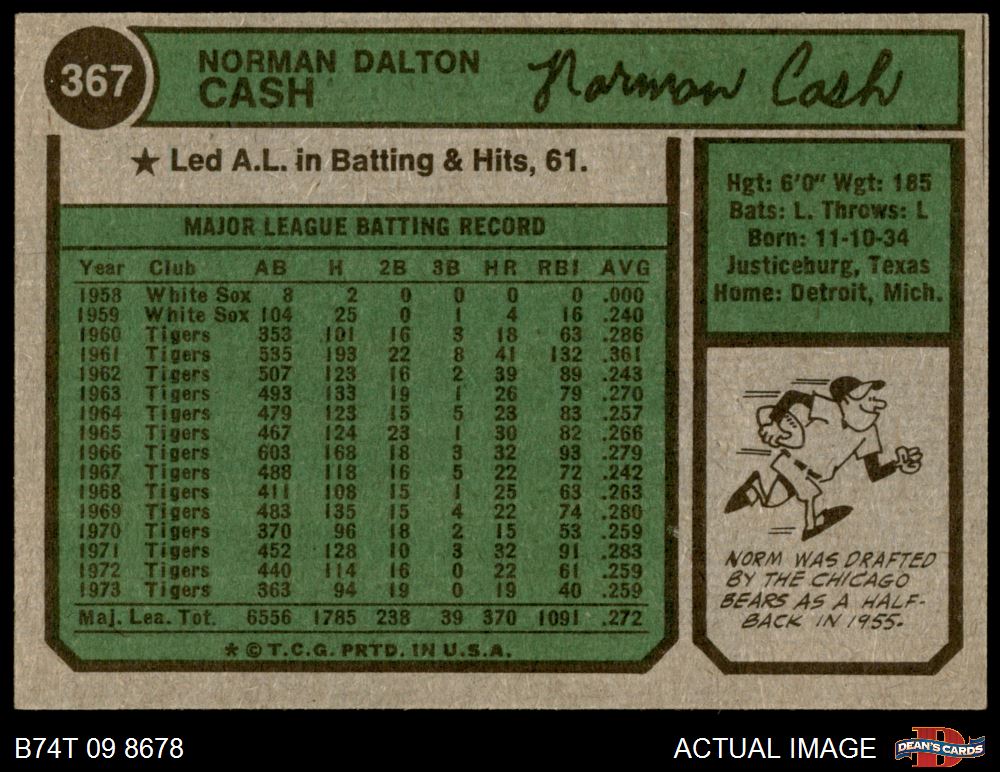 367
NORMAN DALTON
CASH
Norman Cash
★ Led A.L. in Batting & Hits, 61.
MAJOR LEAGUE BATTING RECORD
Year Club AB H 2B 3B HR RBI AVG
1958 White Sox 8 2 0 0 0 0 .000
1959 White Sox 104 25 0 1 4 16 .240
1960 Tigers 353 101 16 3 18 63 .286
1961 Tigers 535 193 22 8 41 132 .361
1962 Tigers 507 123 16 2 39 89 .243
1963 Tigers 493 133 19 1 26 79 .270
1964 Tigers 479 123 15 5 23 83 .257
1965 Tigers 467 124 23 1 30 82 .266
1966 Tigers 603 168 18 3 32 93 .279
1967 Tigers 488 118 16 5 22 72 .242
1968 Tigers 411 108 15 1 25 63 .263
1969 Tigers 483 135 15 4 22 74 .280
1970 Tigers 370 96 18 2 15 53 .259
1971 Tigers 452 128 10 3 32 91 .283
1972 Tigers 440 114 16 0 22 61 .259
1973 Tigers 363 94 19 0 19 40 .259
Maj. Lea. Tot. 6556 1785 238 39 370 1091 .272
* © T.C.G. PRTD. IN U.S.A.
Hgt: 6'0" Wgt: 185
Bats: L. Throws: L
Born: 11-10-34
Justiceburg, Texas
Home: Detroit, Mich.
NORM WAS DRAFTED
BY THE CHICAGO
BEARS AS A HALF-
BACK IN 1955.
B74T 09 8678
ACTUAL IMAGE
D
DEAN'S CARDS